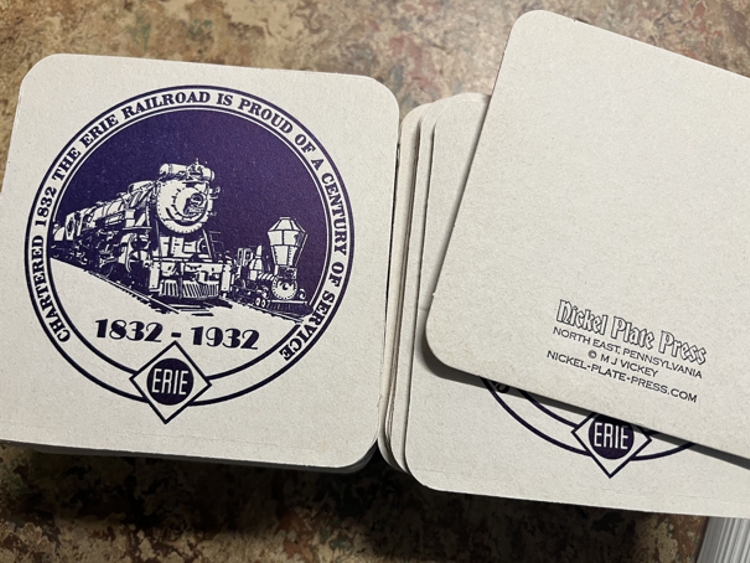 CHARTERED 1832 THE ERIE RAILROAD IS PROUD OF A CENTURY OF SERVICE
1832 - 1932
ERIE
Nickel Plate Press
NORTH EAST, PENNSYLVANIA
© M J VICKEY
NICKEL-PLATE-PRESS.COM
ERIE